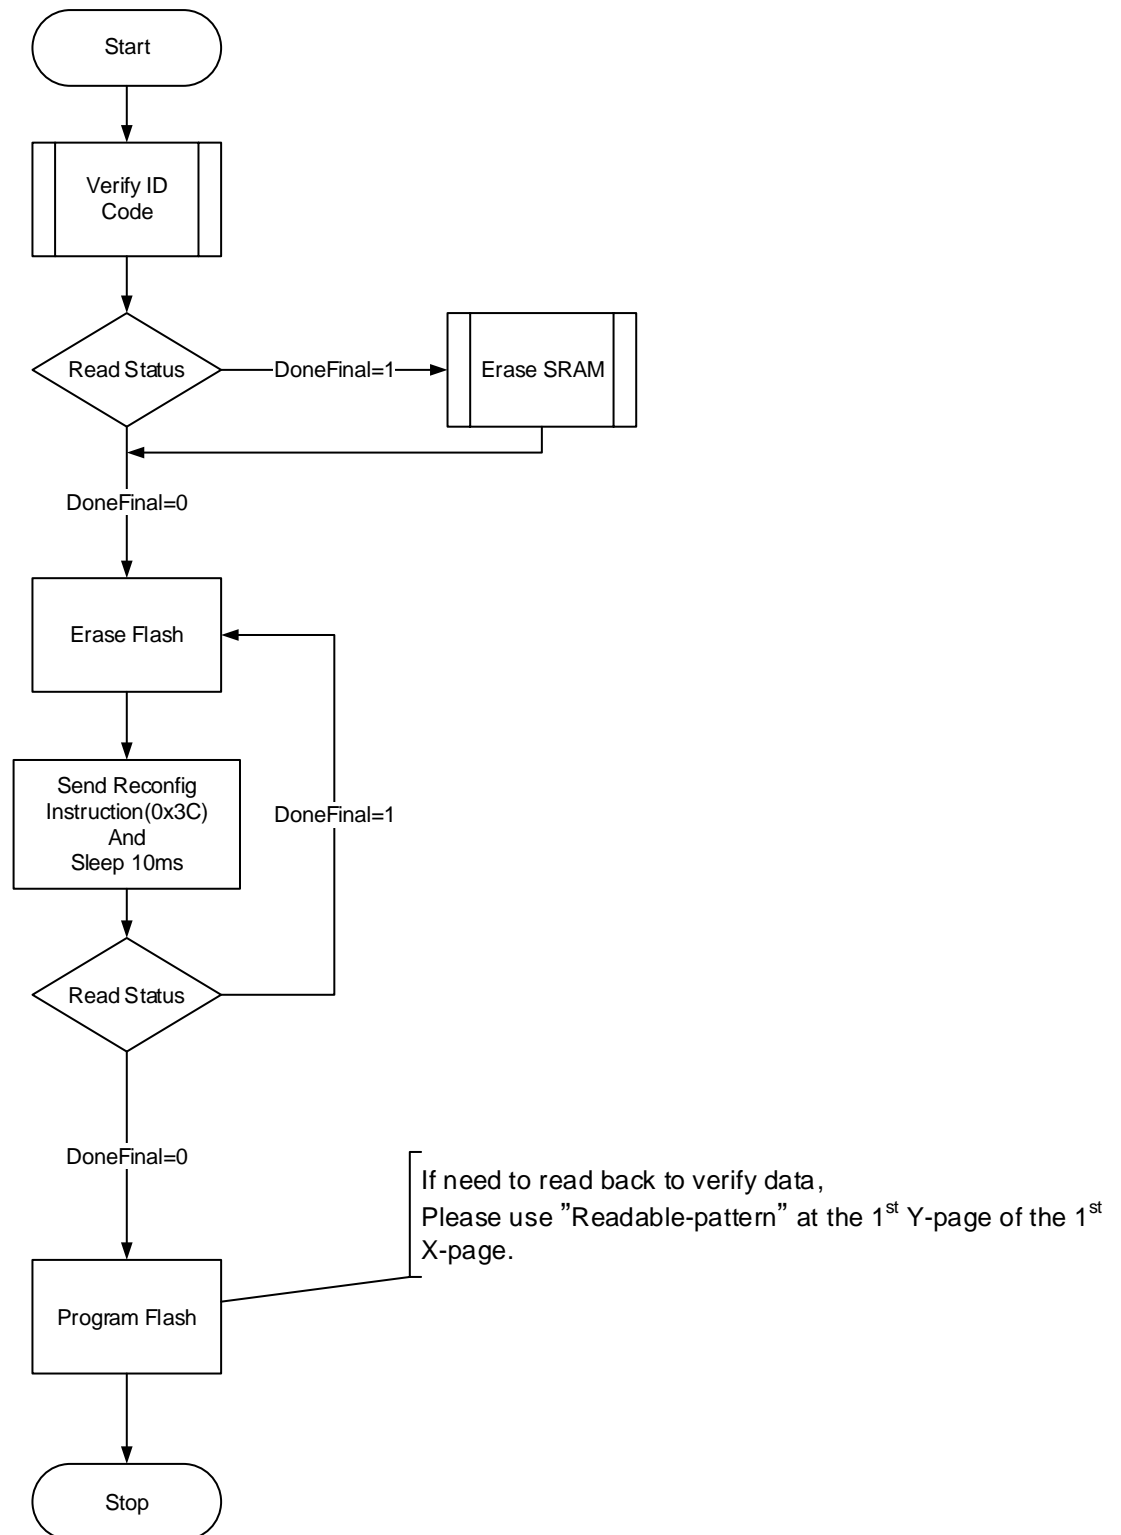 Start
Verify ID
Code
Read Status
DoneFinal=1
Erase SRAM
DoneFinal=0
Erase Flash
Send Reconfig
Instruction(0x3C)
And
Sleep 10ms
DoneFinal=1
Read Status
DoneFinal=0
If need to read back to verify data,
Please use ”Readable-pattern” at the 1st Y-page of the 1st
X-page.
Program Flash
Stop